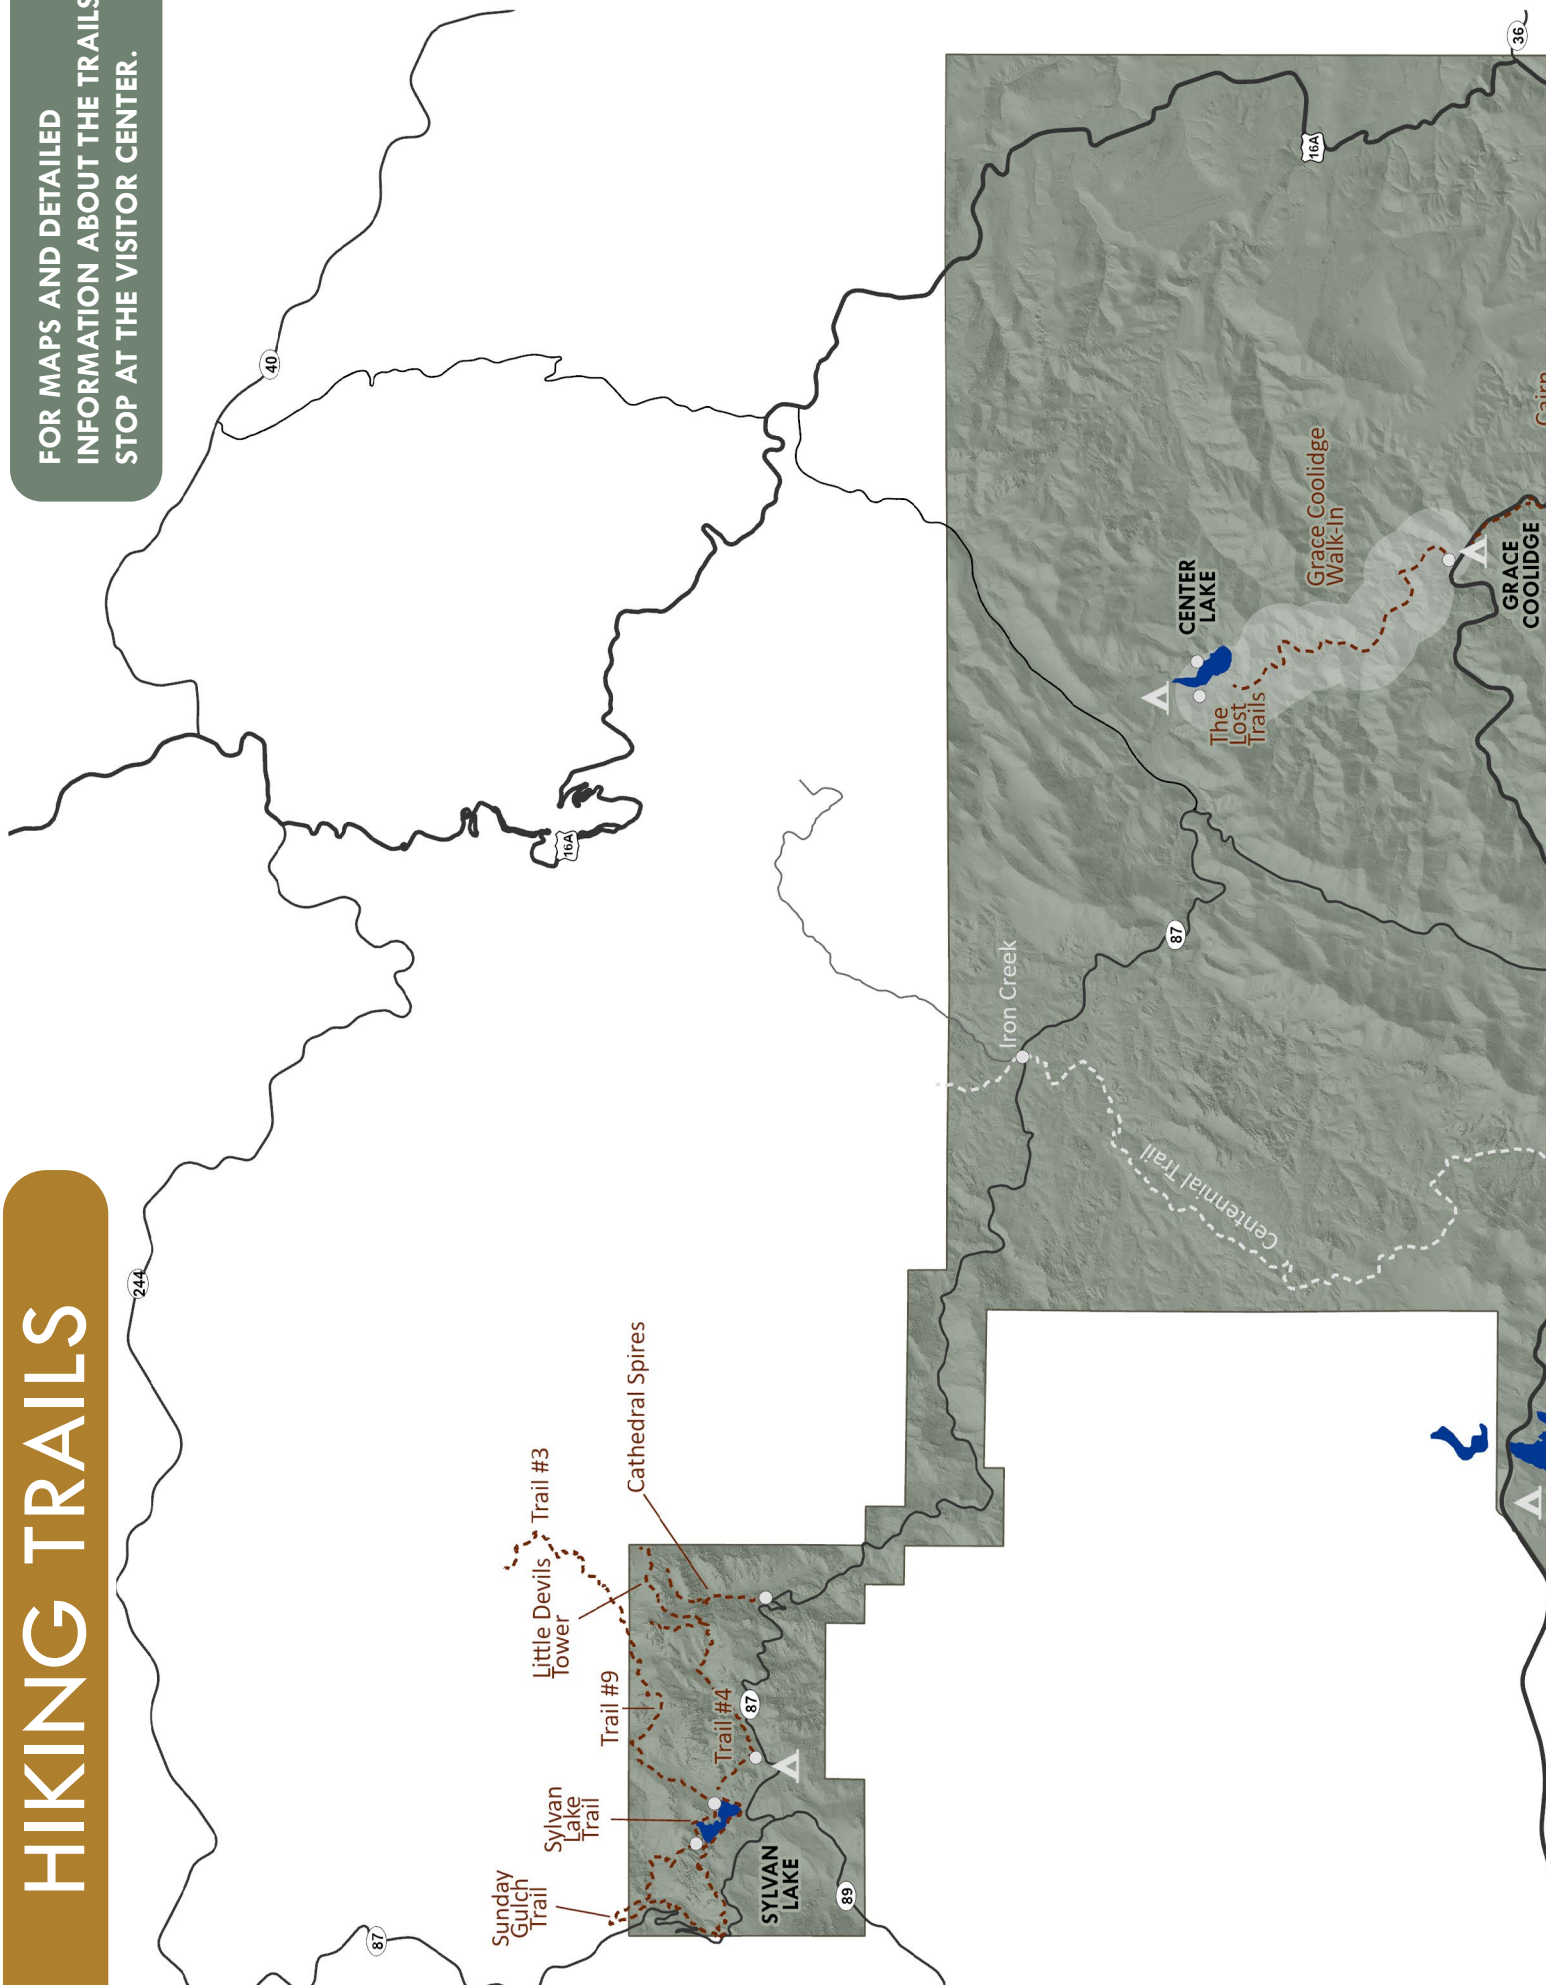 HIKING TRAILS
FOR MAPS AND DETAILED
INFORMATION ABOUT THE TRAILS
STOP AT THE VISITOR CENTER.
244
40
87
16A
Sunday
Gulch
Trail
Sylvan
Lake
Trail
Trail #9
Little Devils
Tower
Trail #3
Cathedral Spires
Trail #4
87
SYLVAN
LAKE
89
Iron Creek
Centennial Trail
87
The
Lost
Trails
CENTER
LAKE
Grace Coolidge
Walk-In
16A
GRACE
COOLIDGE
Cairn
36